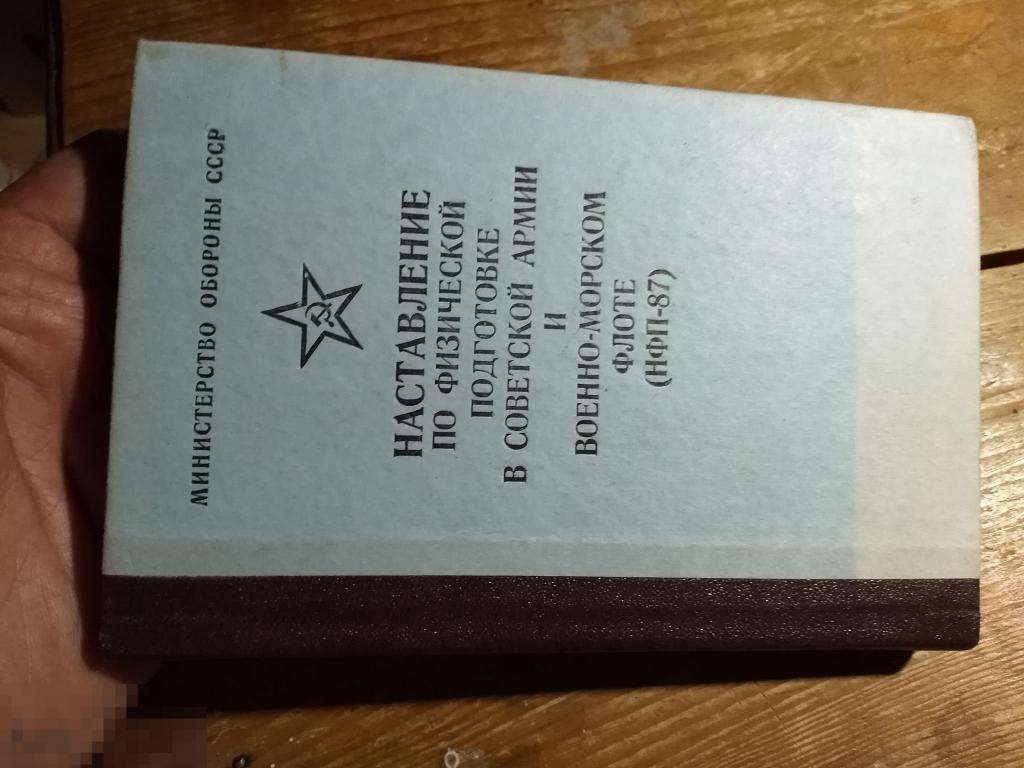 МИНИСТЕРСТВО ОБОРОНЫ СССР
НАСТАВЛЕНИЕ
ПО ФИЗИЧЕСКОЙ
ПОДГОТОВКЕ
В СОВЕТСКОЙ АРМИИ
И
ВОЕННО-МОРСКОМ
ФЛОТЕ
(НФП-87)